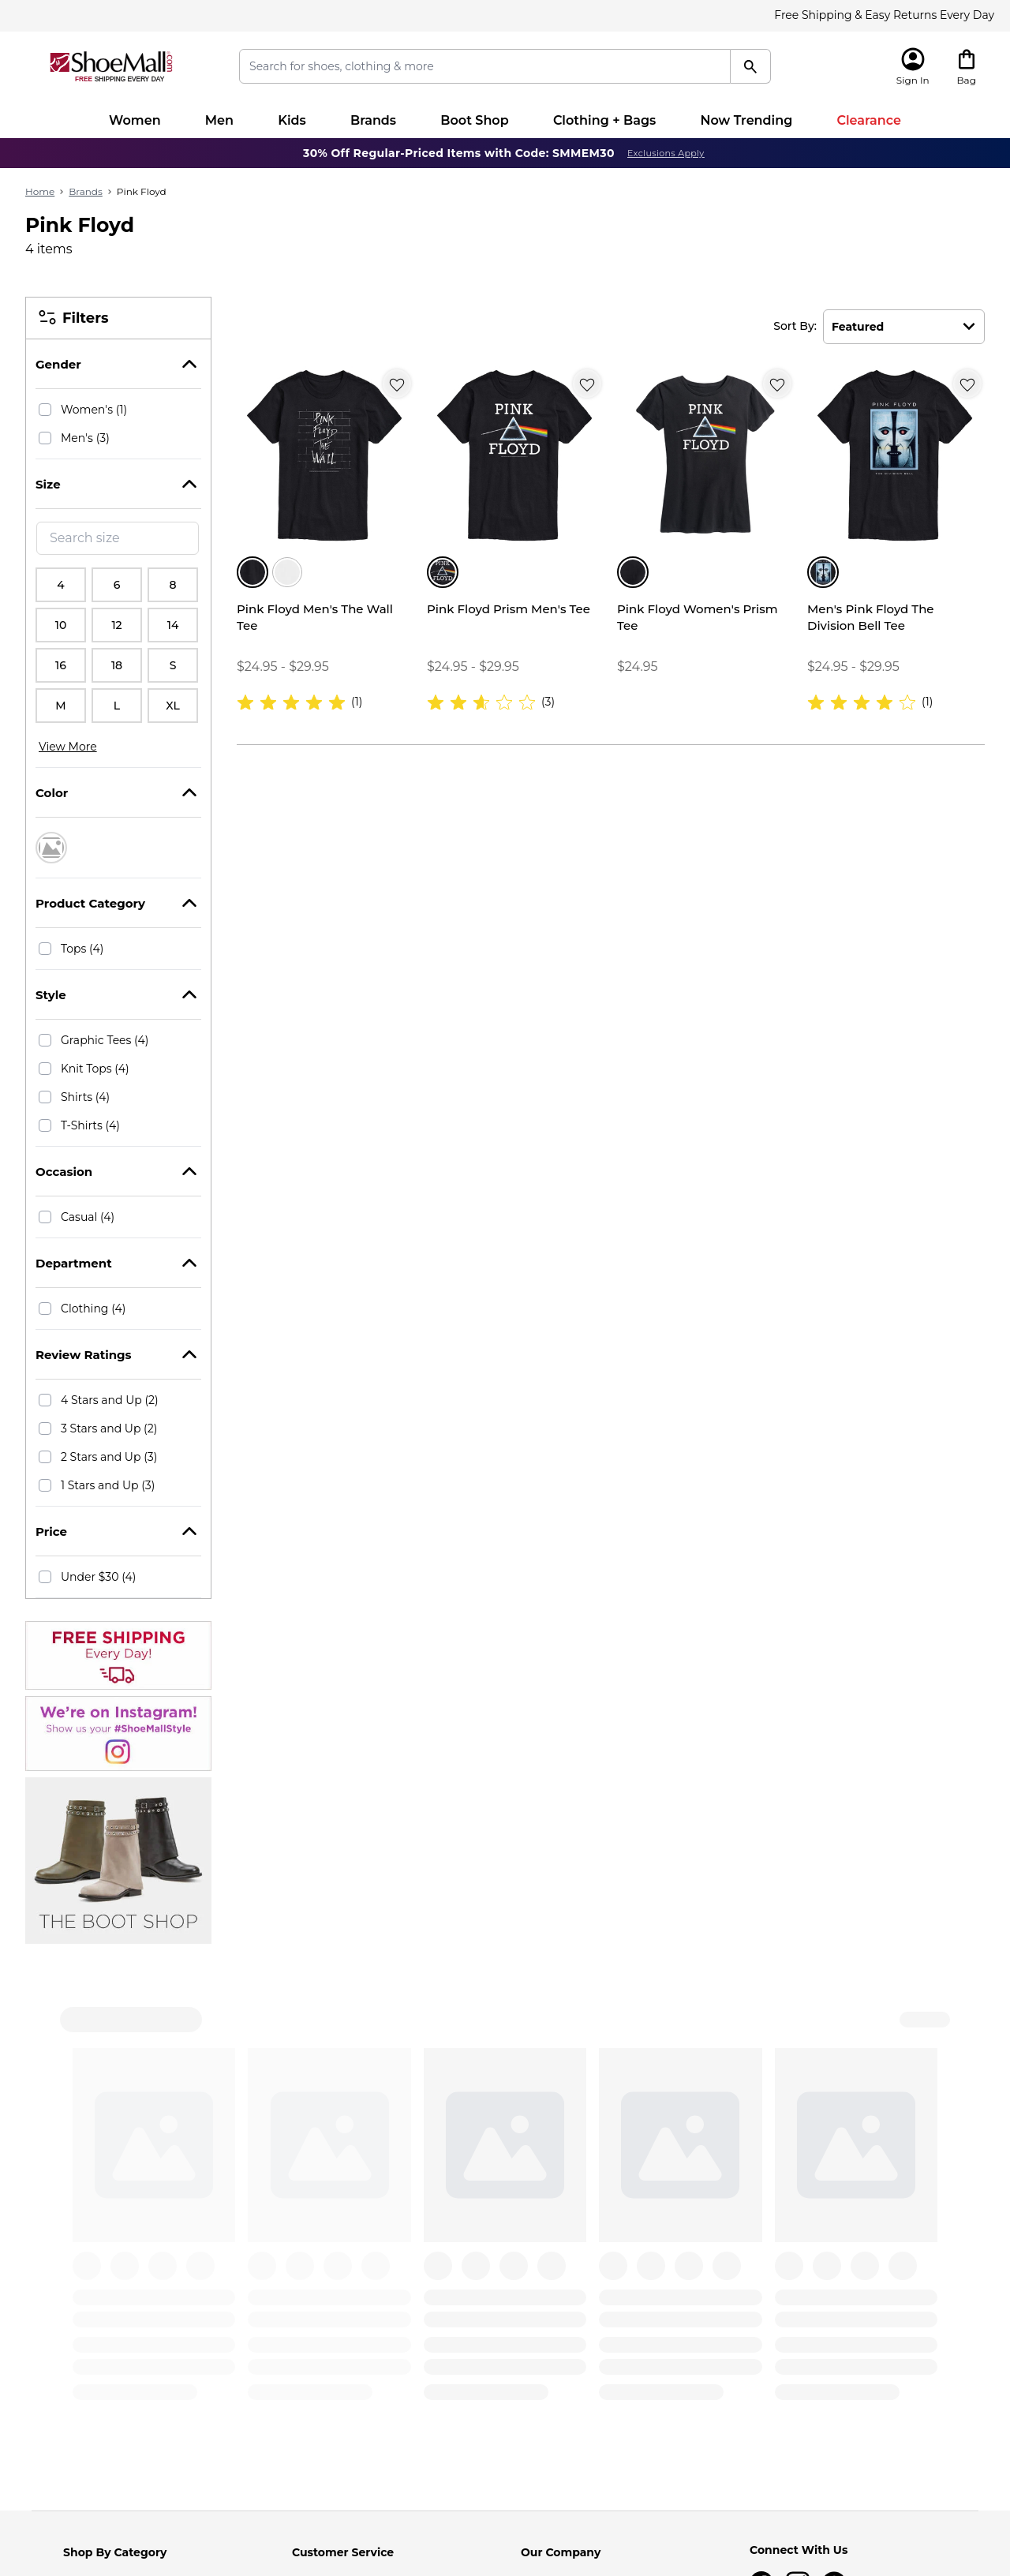 Free Shipping & Easy Returns Every Day
ShoeMall.com
FREE SHIPPING EVERY DAY
Search for shoes, clothing & more
Sign In
Bag
Women
Men
Kids
Brands
Boot Shop
Clothing + Bags
Now Trending
Clearance
30% Off Regular-Priced Items with Code: SMMEM30 Exclusions Apply
Home › Brands › Pink Floyd
Pink Floyd
4 items
Filters
Gender
Women's (1)
Men's (3)
Size
Search size
4 6 8
10 12 14
16 18 S
M L XL
View More
Color
Product Category
Tops (4)
Style
Graphic Tees (4)
Knit Tops (4)
Shirts (4)
T-Shirts (4)
Occasion
Casual (4)
Department
Clothing (4)
Review Ratings
4 Stars and Up (2)
3 Stars and Up (2)
2 Stars and Up (3)
1 Stars and Up (3)
Price
Under $30 (4)
FREE SHIPPING
Every Day!
We're on Instagram!
Show us your #ShoeMallStyle
THE BOOT SHOP
Sort By:
Featured
PINK
FLOYD
THE
WALL
Pink Floyd Men's The Wall
Tee
$24.95 - $29.95
(1)
PINK
FLOYD
Pink Floyd Prism Men's Tee
$24.95 - $29.95
(3)
PINK
FLOYD
Pink Floyd Women's Prism
Tee
$24.95
PINK FLOYD
THE DIVISION BELL
Men's Pink Floyd The
Division Bell Tee
$24.95 - $29.95
(1)
Shop By Category
Customer Service
Our Company
Connect With Us